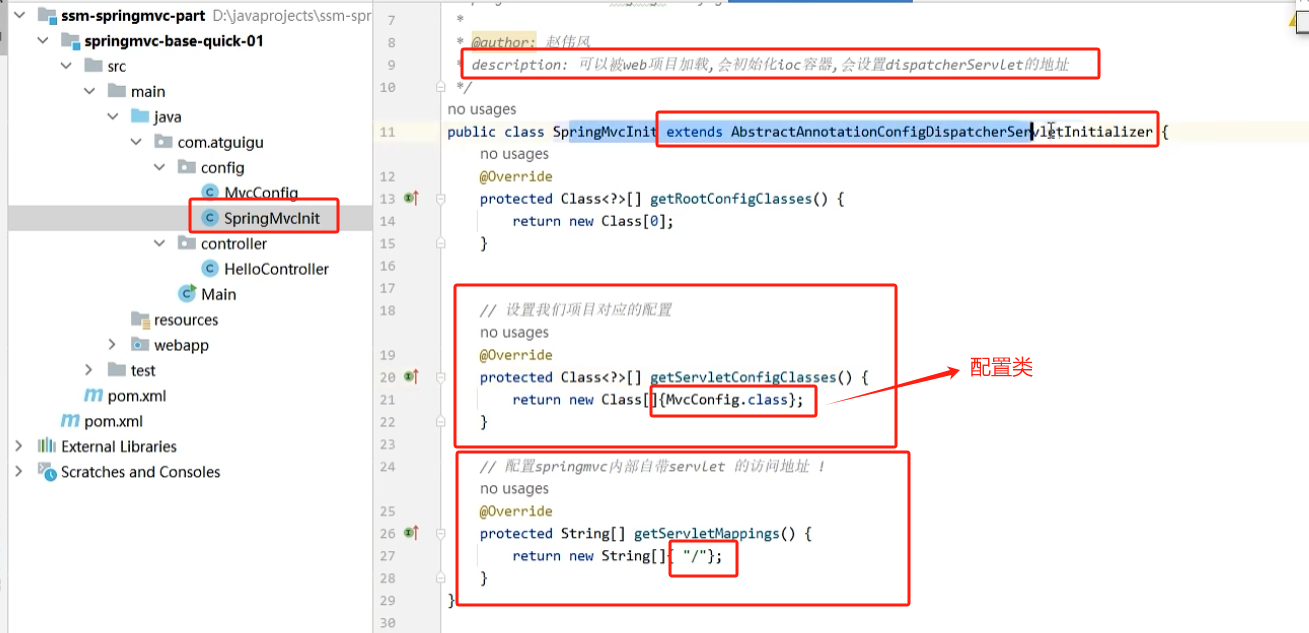 ssm-springmvc-part D:\javaprojects\ssm-spr
springmvc-base-quick-01
src
main
java
com.atguigu
config
MvcConfig
SpringMvcInit
controller
HelloController
Main
resources
webapp
test
pom.xml
pom.xml
External Libraries
Scratches and Consoles
7 *
8 * @author: 赵伟风
9 * description: 可以被web项目加载,会初始化ioc容器,会设置dispatcherServlet的地址
10 */
no usages
11 public class SpringMvcInit extends AbstractAnnotationConfigDispatcherServletInitializer {
no usages
12 @Override
13 protected Class<?>[] getRootConfigClasses() {
14 return new Class[0];
15 }
16
17
18 // 设置我们项目对应的配置
no usages
19 @Override
20 protected Class<?>[] getServletConfigClasses() {
21 return new Class[]{MvcConfig.class};
配置类
22 }
23
24 // 配置springmvc内部自带servlet 的访问地址 !
no usages
25 @Override
26 protected String[] getServletMappings() {
27 return new String[]{ "/"};
28 }
29 }
30